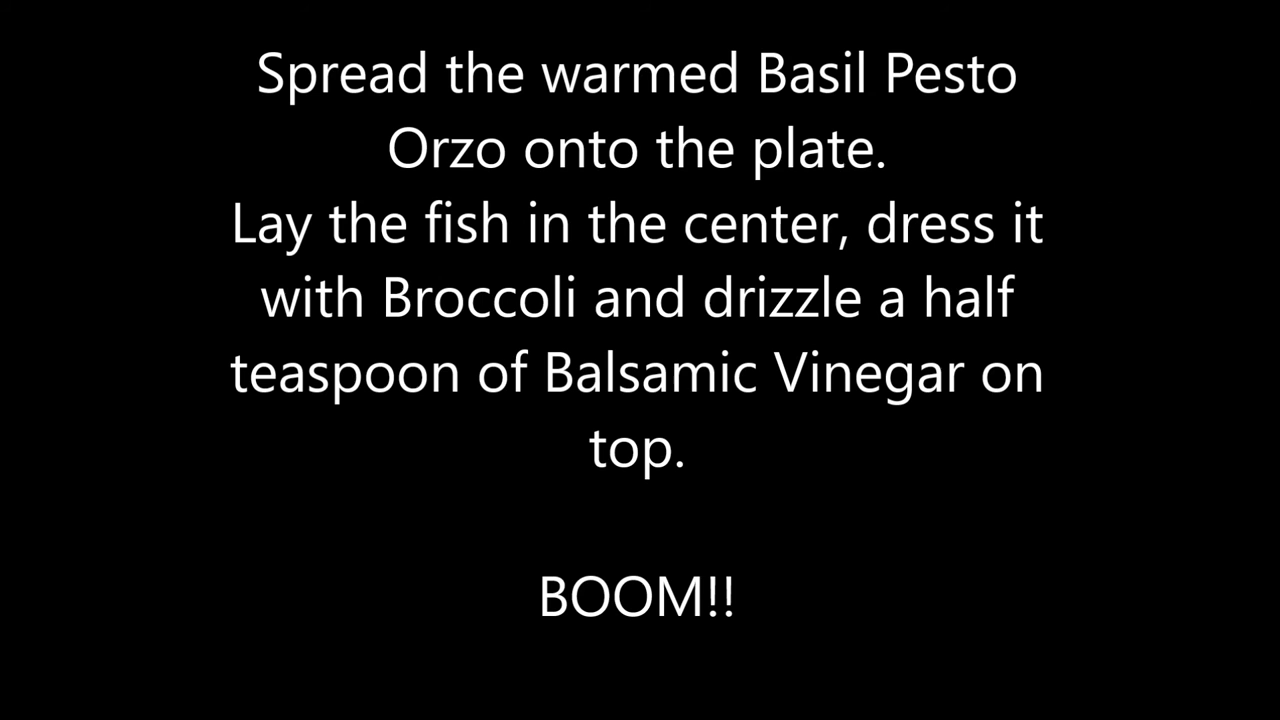 Spread the warmed Basil Pesto
Orzo onto the plate.
Lay the fish in the center, dress it
with Broccoli and drizzle a half
teaspoon of Balsamic Vinegar on
top.
BOOM!!